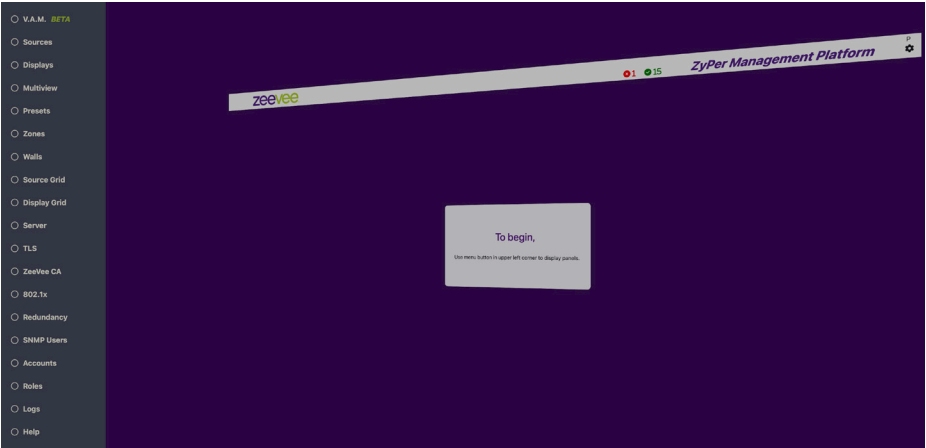 V.A.M. BETA
Sources
Displays
Multiview
Presets
Zones
Walls
Source Grid
Display Grid
Server
TLS
ZeeVee CA
802.1x
Redundancy
SNMP Users
Accounts
Roles
Logs
Help
zeevee
1 15
ZyPer Management Platform
P
To begin,
Use menu button in upper left corner to display panels.